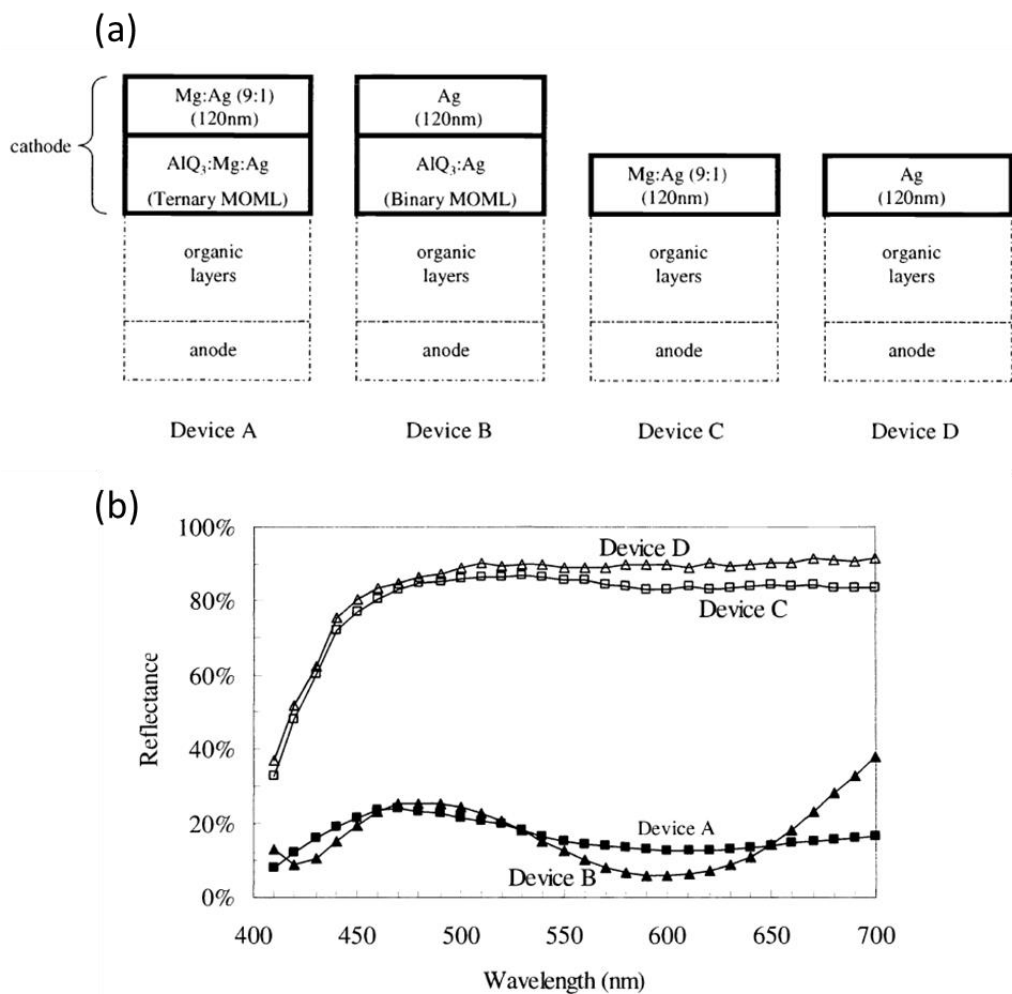 (a)
cathode
Mg:Ag (9:1)
(120nm)
AlQ₃:Mg:Ag
(Ternary MOML)
organic
layers
anode
Device A
Ag
(120nm)
AlQ₃:Ag
(Binary MOML)
organic
layers
anode
Device B
Mg:Ag (9:1)
(120nm)
organic
layers
anode
Device C
Ag
(120nm)
organic
layers
anode
Device D
(b)
Reflectance
100%
80%
60%
40%
20%
0%
Device D
Device C
Device A
Device B
400
450
500
550
600
650
700
Wavelength (nm)